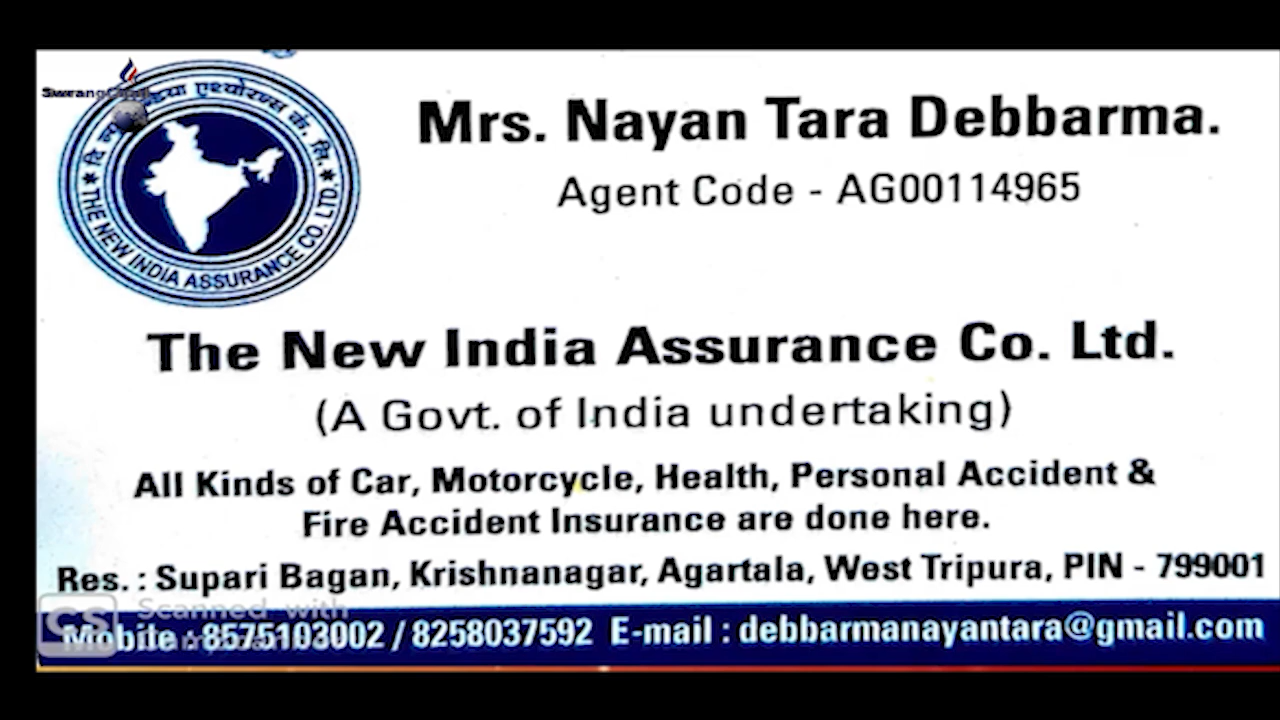 Mrs. Nayan Tara Debbarma.
Agent Code - AG00114965
THE NEW INDIA ASSURANCE CO. LTD.
The New India Assurance Co. Ltd.
(A Govt. of India undertaking)
All Kinds of Car, Motorcycle, Health, Personal Accident &
Fire Accident Insurance are done here.
Res. : Supari Bagan, Krishnanagar, Agartala, West Tripura, PIN - 799001
CS Scanned with
Mobile : 8575103002 / 8258037592 E-mail : debbarmanayantara@gmail.com